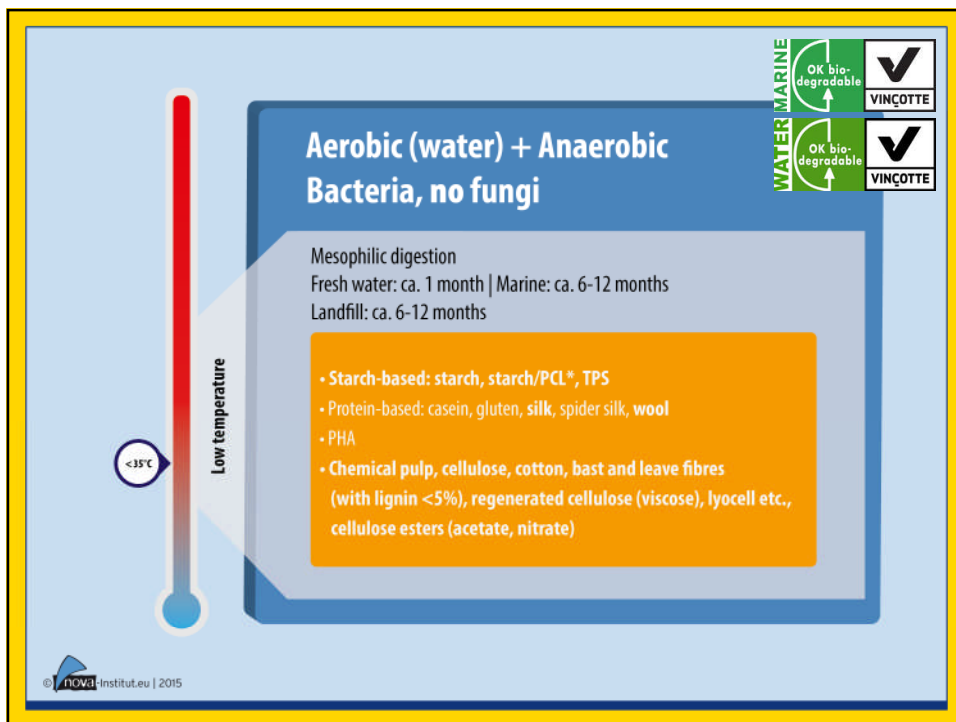 MARINE
OK bio-
degradable
VINÇOTTE
WATER
OK bio-
degradable
VINÇOTTE
Aerobic (water) + Anaerobic
Bacteria, no fungi
Mesophilic digestion
Fresh water: ca. 1 month | Marine: ca. 6-12 months
Landfill: ca. 6-12 months
Low temperature
<35°C
• Starch-based: starch, starch/PCL*, TPS
• Protein-based: casein, gluten, silk, spider silk, wool
• PHA
• Chemical pulp, cellulose, cotton, bast and leave fibres
(with lignin <5%), regenerated cellulose (viscose), lyocell etc.,
cellulose esters (acetate, nitrate)
© nova-Institut.eu | 2015